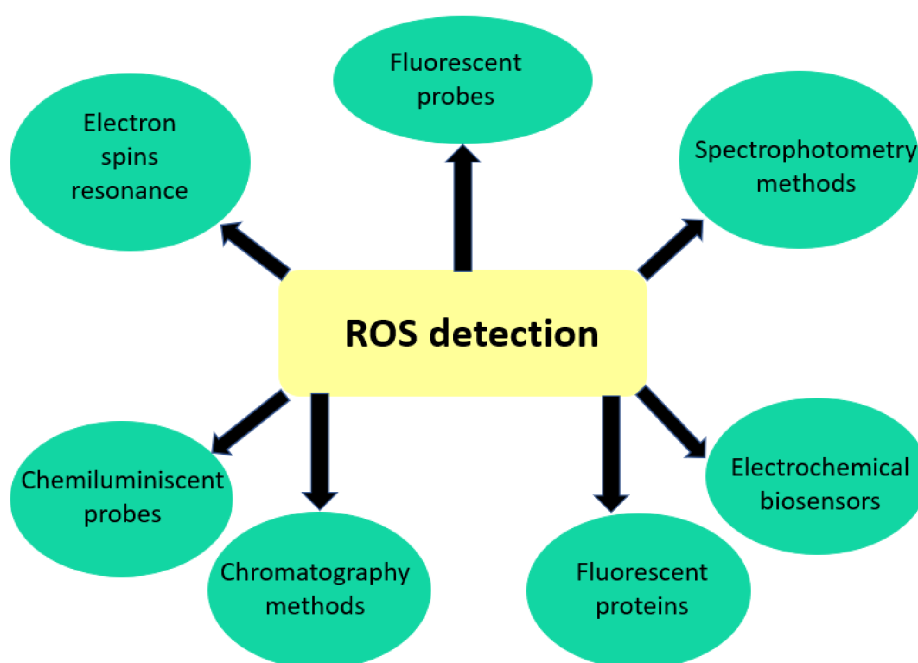 Fluorescent
probes
Electron
spins
resonance
Spectrophotometry
methods
ROS detection
Chemiluminiscent
probes
Electrochemical
biosensors
Chromatography
methods
Fluorescent
proteins